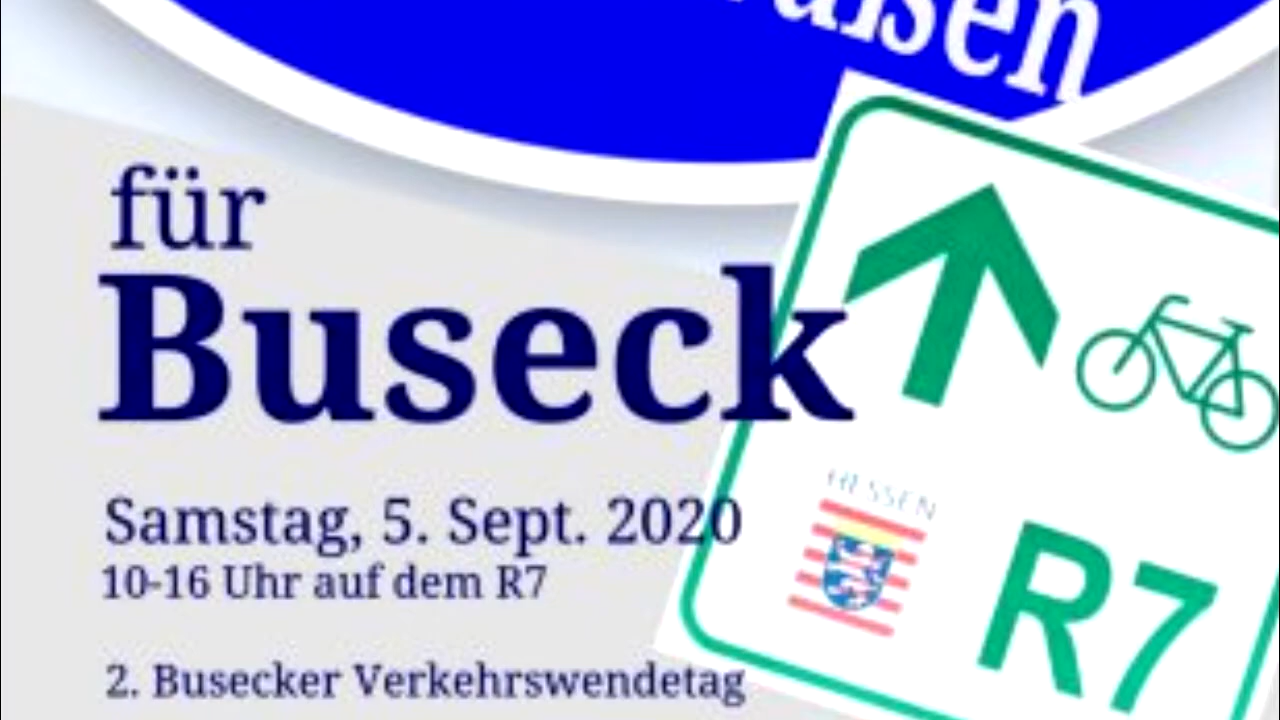 für
Buseck
Samstag, 5. Sept. 2020
10-16 Uhr auf dem R7
2. Busecker Verkehrswendetag
HESSEN
R7